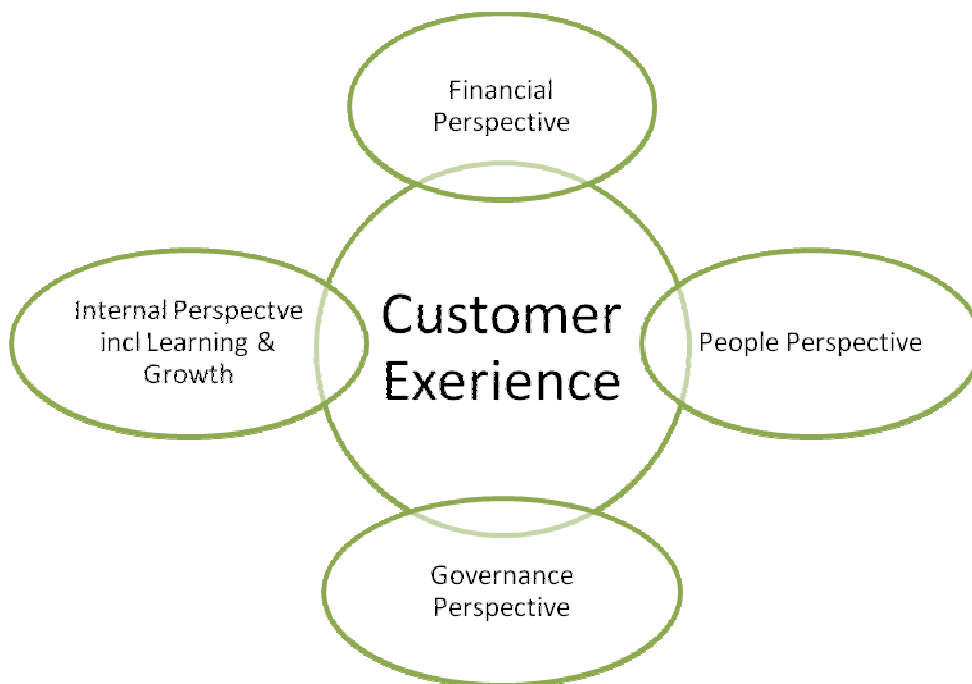 Financial
Perspective
Internal Perspectve
incl Learning &
Growth
Customer
Exerience
People Perspective
Governance
Perspective